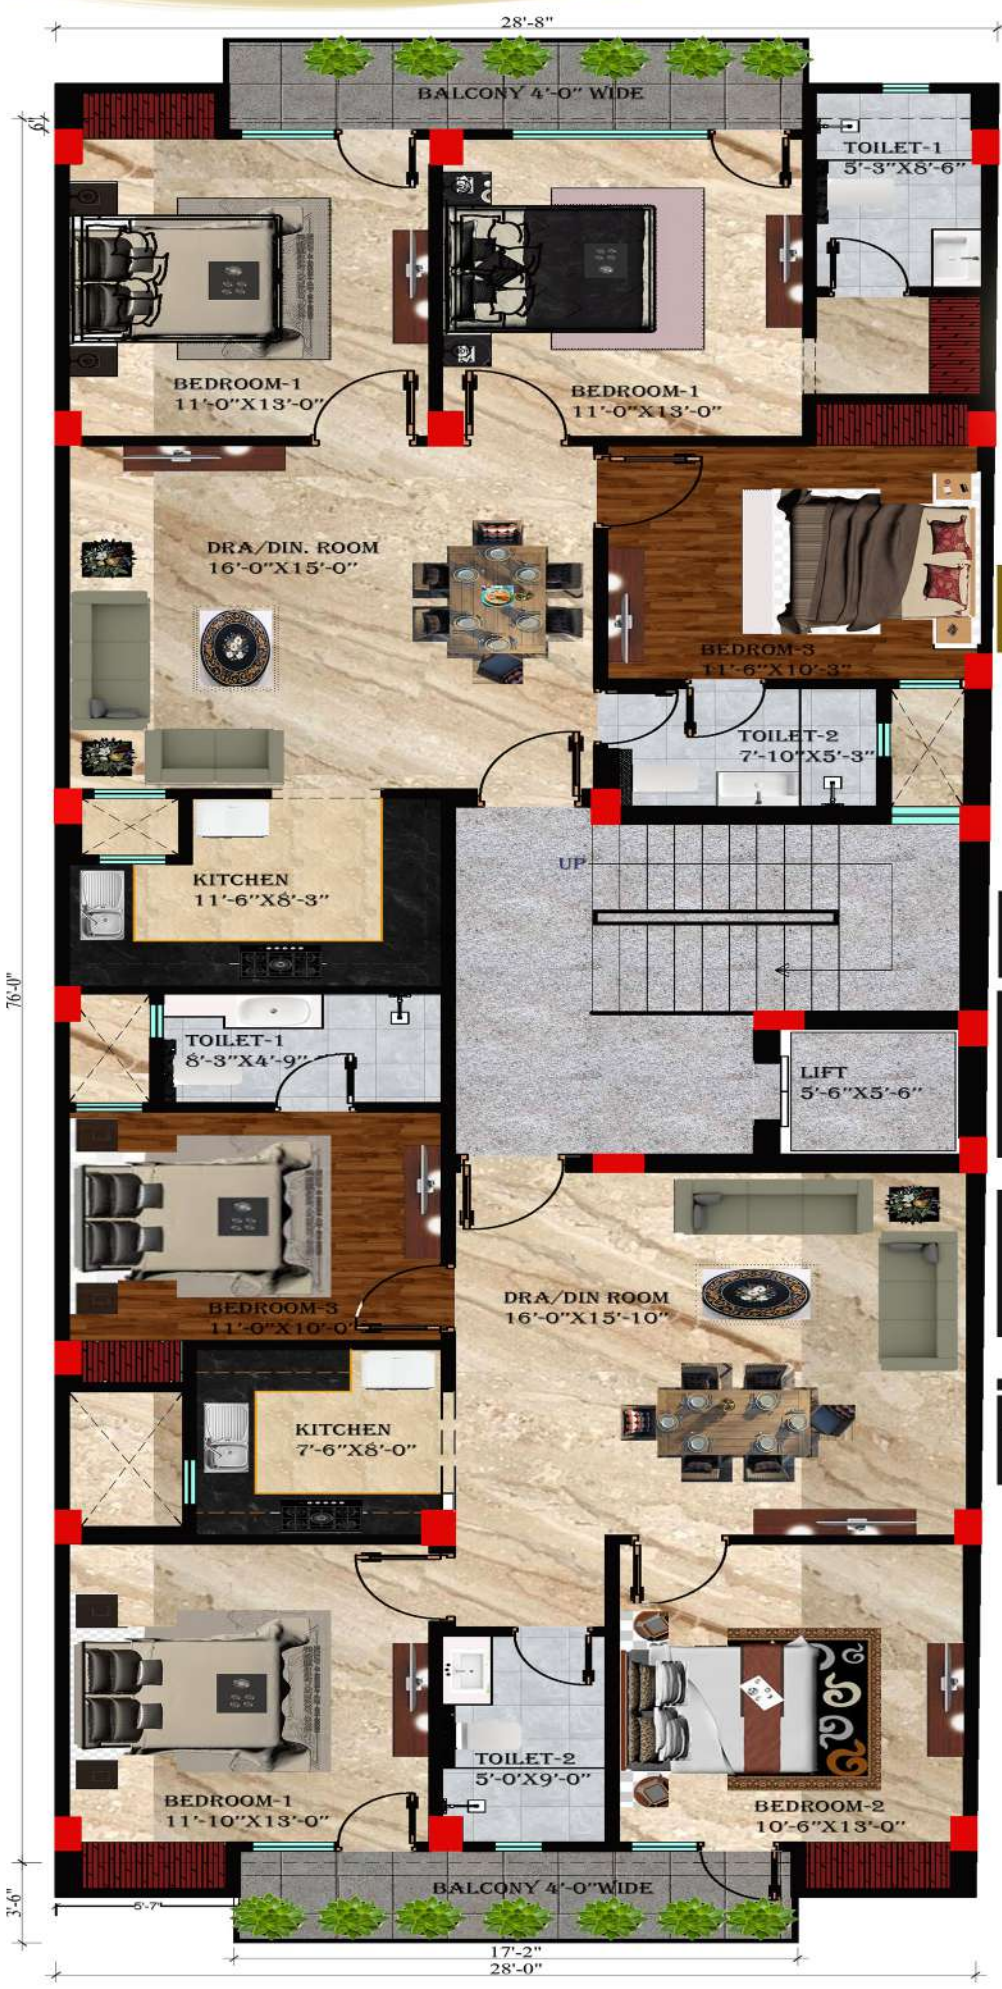 28'-8"
BALCONY 4'-0" WIDE
6"
TOILET-1
5'-3"X8'-6"
BEDROOM-1
11'-0"X13'-0"
BEDROOM-1
11'-0"X13'-0"
DRA/DIN. ROOM
16'-0"X15'-0"
BEDROM-3
11'-6"X10'-3"
TOILET-2
7'-10"X5'-3"
UP
KITCHEN
11'-6"X8'-3"
76'-0"
TOILET-1
8'-3"X4'-9"
LIFT
5'-6"X5'-6"
BEDROOM-3
11'-0"X10'-0"
DRA/DIN ROOM
16'-0"X15'-10"
KITCHEN
7'-6"X8'-0"
TOILET-2
5'-0'X9'-0"
BEDROOM-1
11'-10"X13'-0"
BEDROOM-2
10'-6"X13'-0"
3'-6"
BALCONY 4'-0"WIDE
5'-7"
17'-2"
28'-0"